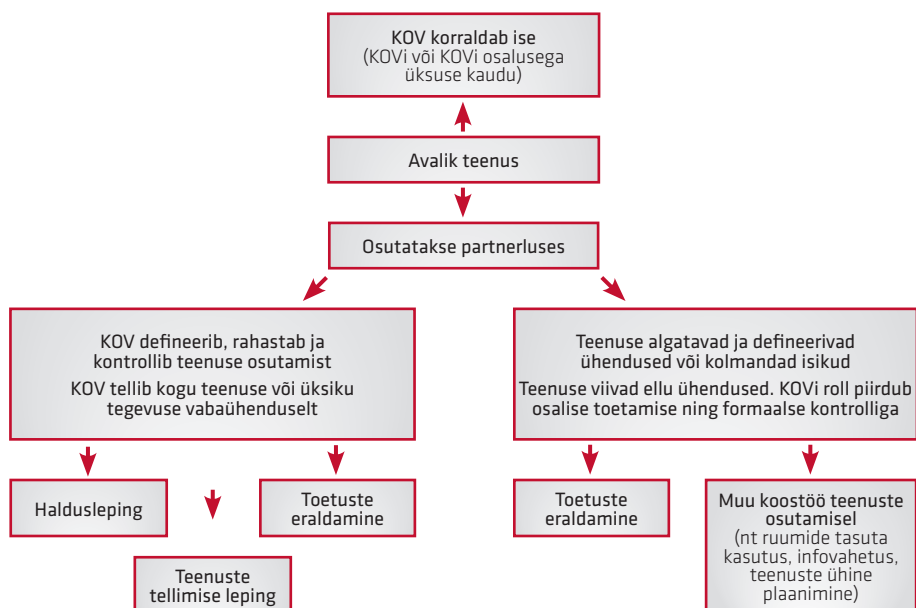 KOV korraldab ise
(KOVi või KOVi osalusega
üksuse kaudu)
Avalik teenus
Osutatakse partnerluses
KOV defineerib, rahastab ja
kontrollib teenuse osutamist
KOV tellib kogu teenuse või üksiku
tegevuse vabaühenduselt
Teenuse algatavad ja defineerivad
ühendused või kolmandad isikud
Teenuse viivad ellu ühendused. KOVi roll piirdub
osalise toetamise ning formaalse kontrolliga
Haldusleping
Toetuste
eraldamine
Teenuste
tellimise leping
Toetuste
eraldamine
Muu koostöö teenuste
osutamisel
(nt ruumide tasuta
kasutus, infovahetus,
teenuste ühine
plaanimine)